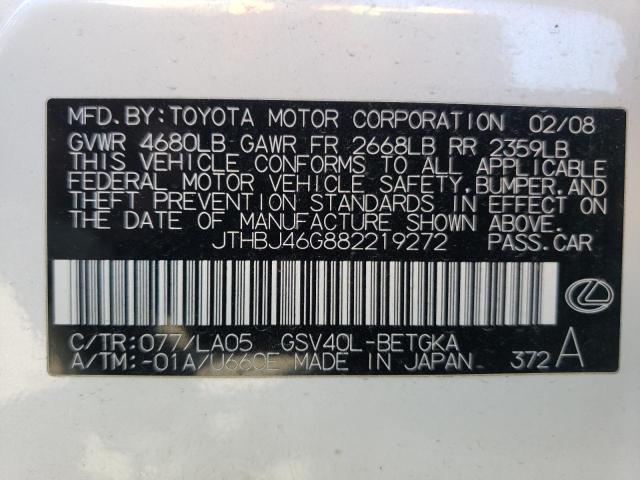 MFD.BY:TOYOTA MOTOR CORPORATION 02/08
GVWR 4680LB GAWR FR 2668LB RR 2359LB
THIS VEHICLE CONFORMS TO ALL APPLICABLE
FEDERAL MOTOR VEHICLE SAFETY,BUMPER,AND
THEFT PREVENTION STANDARDS IN EFFECT ON
THE DATE OF MANUFACTURE SHOWN ABOVE.
JTHBJ46G882219272 PASS.CAR
C/TR:077/LA05 GSV40L-BETGKA
A/TM:-01A/U660E MADE IN JAPAN 372 A